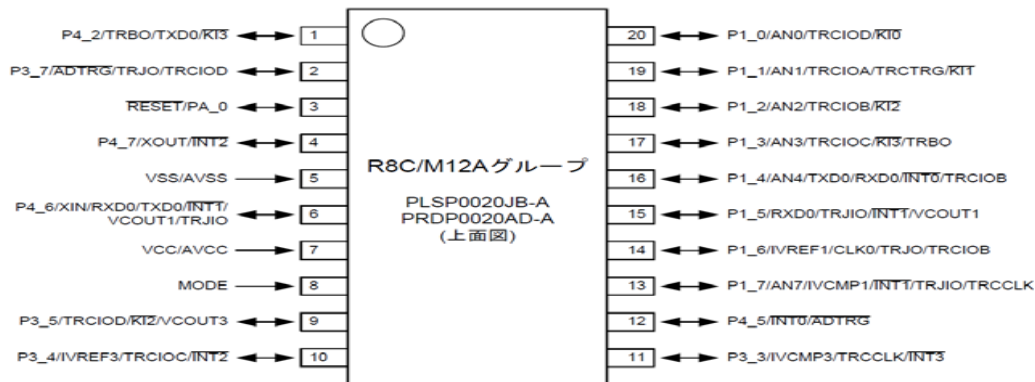 P4_2/TRBO/TXD0/KI3
1
P3_7/ADTRG/TRJO/TRCIOD
2
RESET/PA_0
3
P4_7/XOUT/INT2
4
VSS/AVSS
5
P4_6/XIN/RXD0/TXD0/INT1/
VCOUT1/TRJIO
6
VCC/AVCC
7
MODE
8
P3_5/TRCIOD/KI2/VCOUT3
9
P3_4/IVREF3/TRCIOC/INT2
10
R8C/M12Aグループ
PLSP0020JB-A
PRDP0020AD-A
(上面図)
20
P1_0/AN0/TRCIOD/KI0
19
P1_1/AN1/TRCIOA/TRCTRG/KI1
18
P1_2/AN2/TRCIOB/KI2
17
P1_3/AN3/TRCIOC/KI3/TRBO
16
P1_4/AN4/TXD0/RXD0/INT0/TRCIOB
15
P1_5/RXD0/TRJIO/INT1/VCOUT1
14
P1_6/IVREF1/CLK0/TRJO/TRCIOB
13
P1_7/AN7/IVCMP1/INT1/TRJIO/TRCCLK
12
P4_5/INT0/ADTRG
11
P3_3/IVCMP3/TRCCLK/INT3